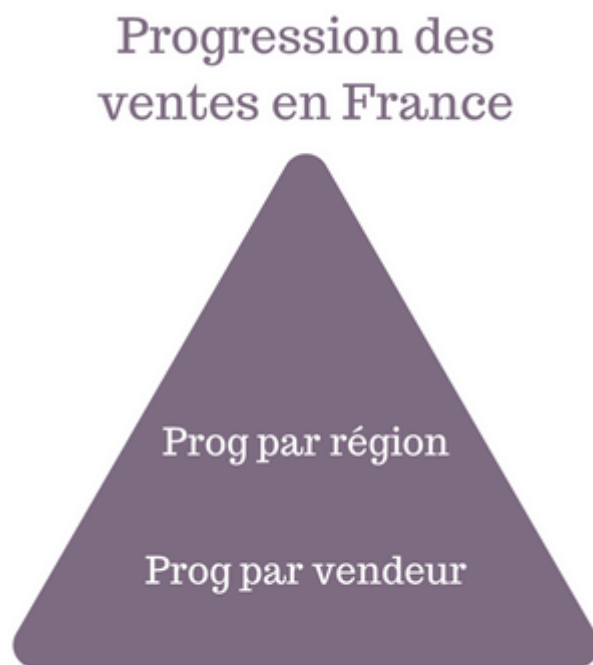 Progression des
ventes en France
Prog par région
Prog par vendeur